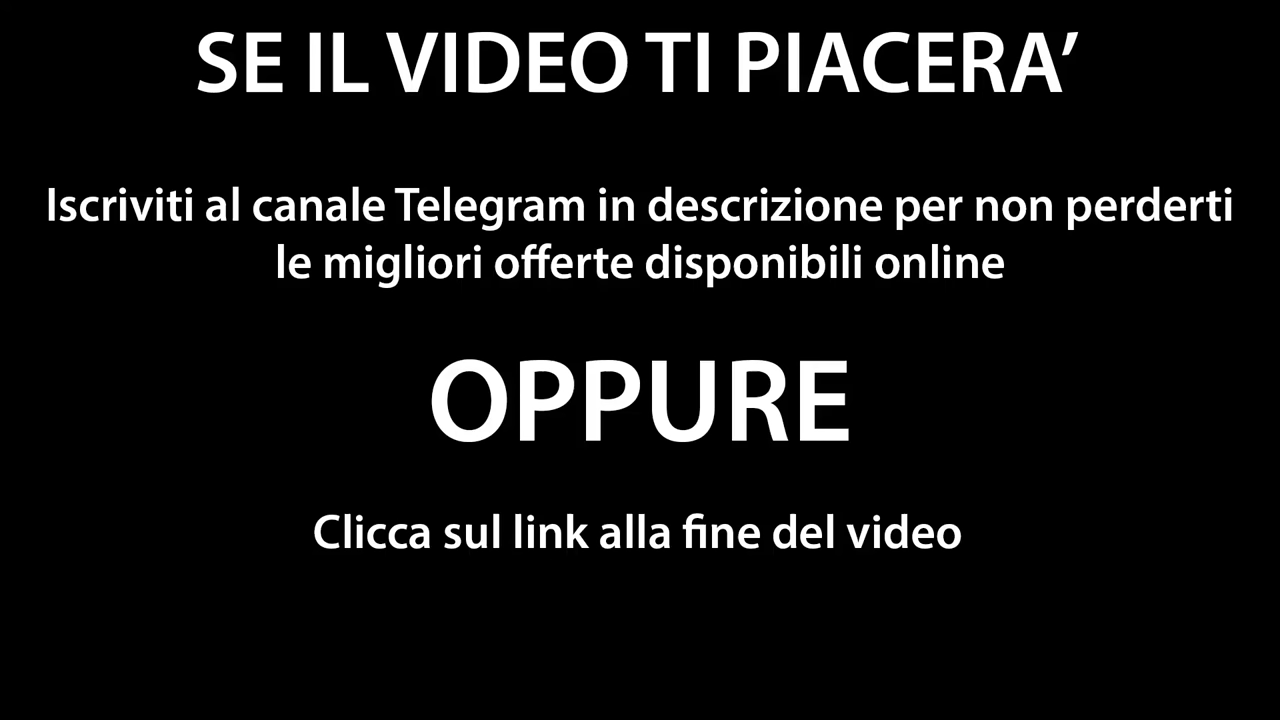 SE IL VIDEO TI PIACERA’
Iscriviti al canale Telegram in descrizione per non perderti
le migliori offerte disponibili online
OPPURE
Clicca sul link alla fine del video